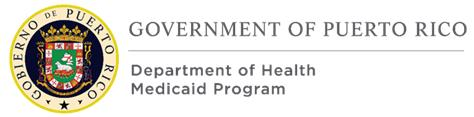 GOBIERNO DE PUERTO RICO
GOVERNMENT OF PUERTO RICO
Department of Health
Medicaid Program